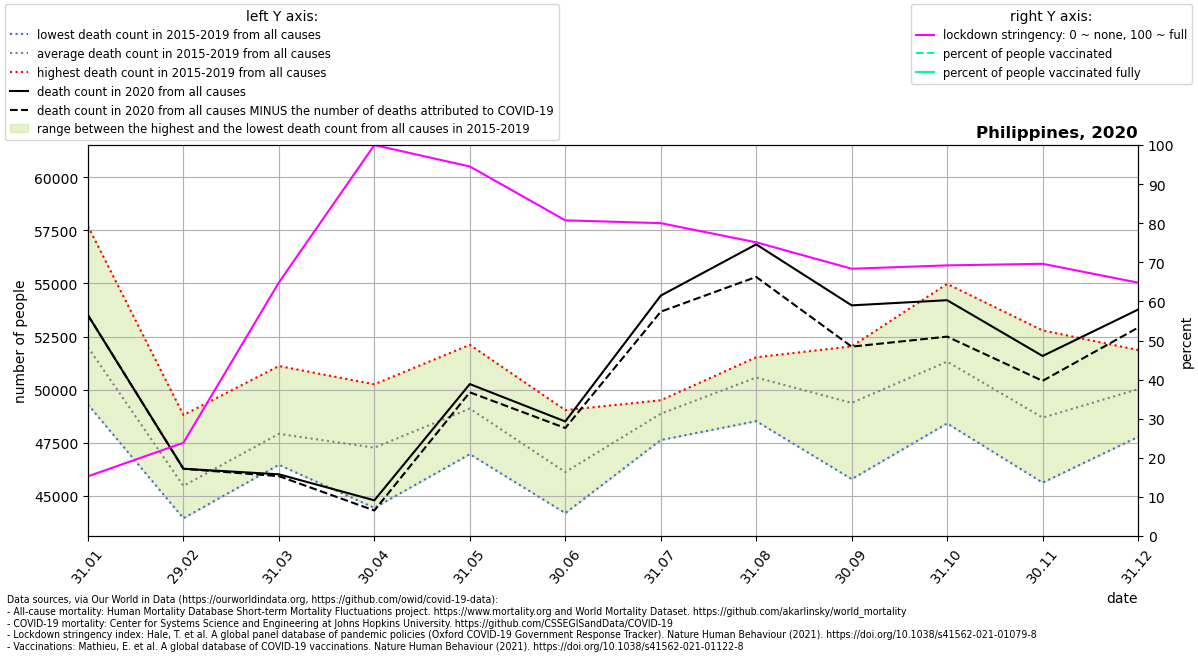 left Y axis:
lowest death count in 2015-2019 from all causes
average death count in 2015-2019 from all causes
highest death count in 2015-2019 from all causes
death count in 2020 from all causes
death count in 2020 from all causes MINUS the number of deaths attributed to COVID-19
range between the highest and the lowest death count from all causes in 2015-2019
right Y axis:
lockdown stringency: 0 ~ none, 100 ~ full
percent of people vaccinated
percent of people vaccinated fully
Philippines, 2020
number of people
60000
57500
55000
52500
50000
47500
45000
100
90
80
70
60
50
40
30
20
10
0
percent
31.01
29.02
31.03
30.04
31.05
30.06
31.07
31.08
30.09
31.10
30.11
31.12
date
Data sources, via Our World in Data (https://ourworldindata.org, https://github.com/owid/covid-19-data):
- All-cause mortality: Human Mortality Database Short-term Mortality Fluctuations project. https://www.mortality.org and World Mortality Dataset. https://github.com/akarlinsky/world_mortality
- COVID-19 mortality: Center for Systems Science and Engineering at Johns Hopkins University. https://github.com/CSSEGISandData/COVID-19
- Lockdown stringency index: Hale, T. et al. A global panel database of pandemic policies (Oxford COVID-19 Government Response Tracker). Nature Human Behaviour (2021). https://doi.org/10.1038/s41562-021-01079-8
- Vaccinations: Mathieu, E. et al. A global database of COVID-19 vaccinations. Nature Human Behaviour (2021). https://doi.org/10.1038/s41562-021-01122-8